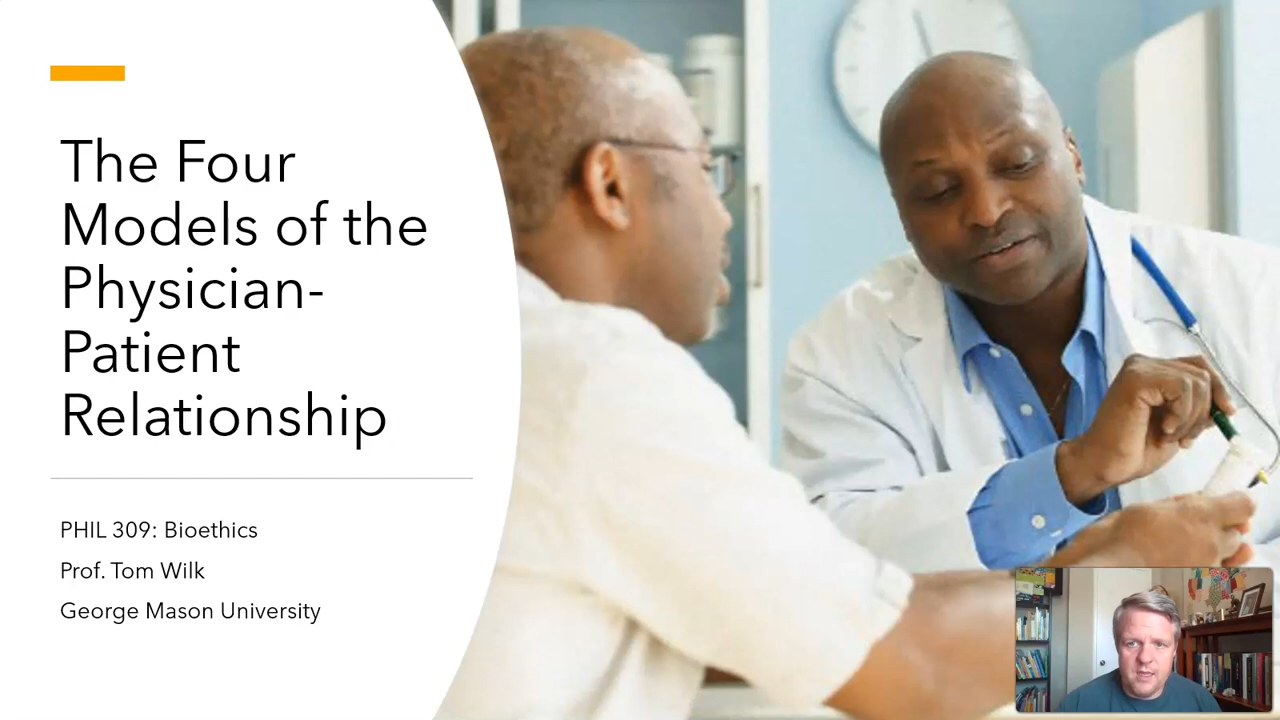 The Four
Models of the
Physician-
Patient
Relationship
PHIL 309: Bioethics
Prof. Tom Wilk
George Mason University